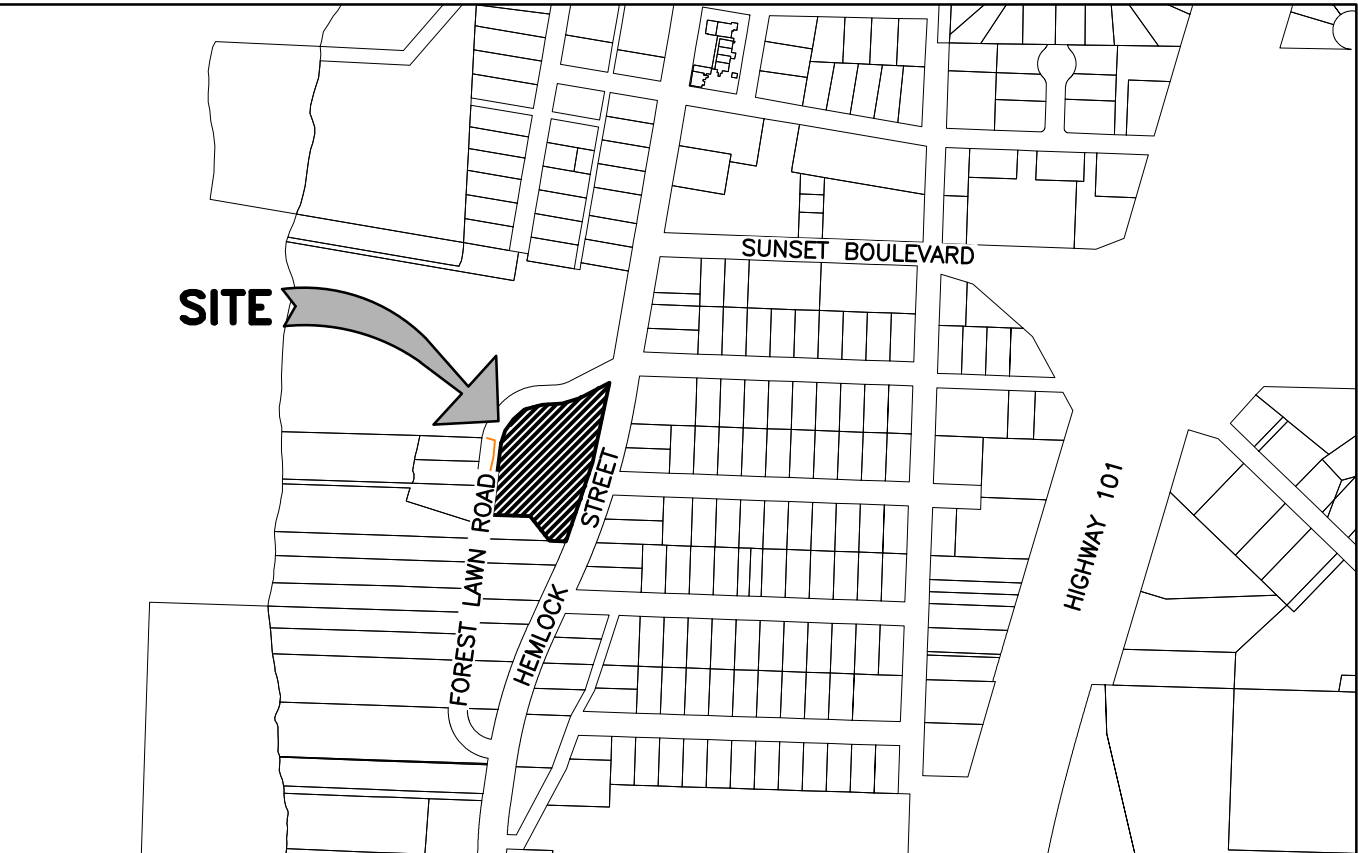 SUNSET BOULEVARD
SITE
HEMLOCK STREET
FOREST LAWN ROAD
HIGHWAY 101